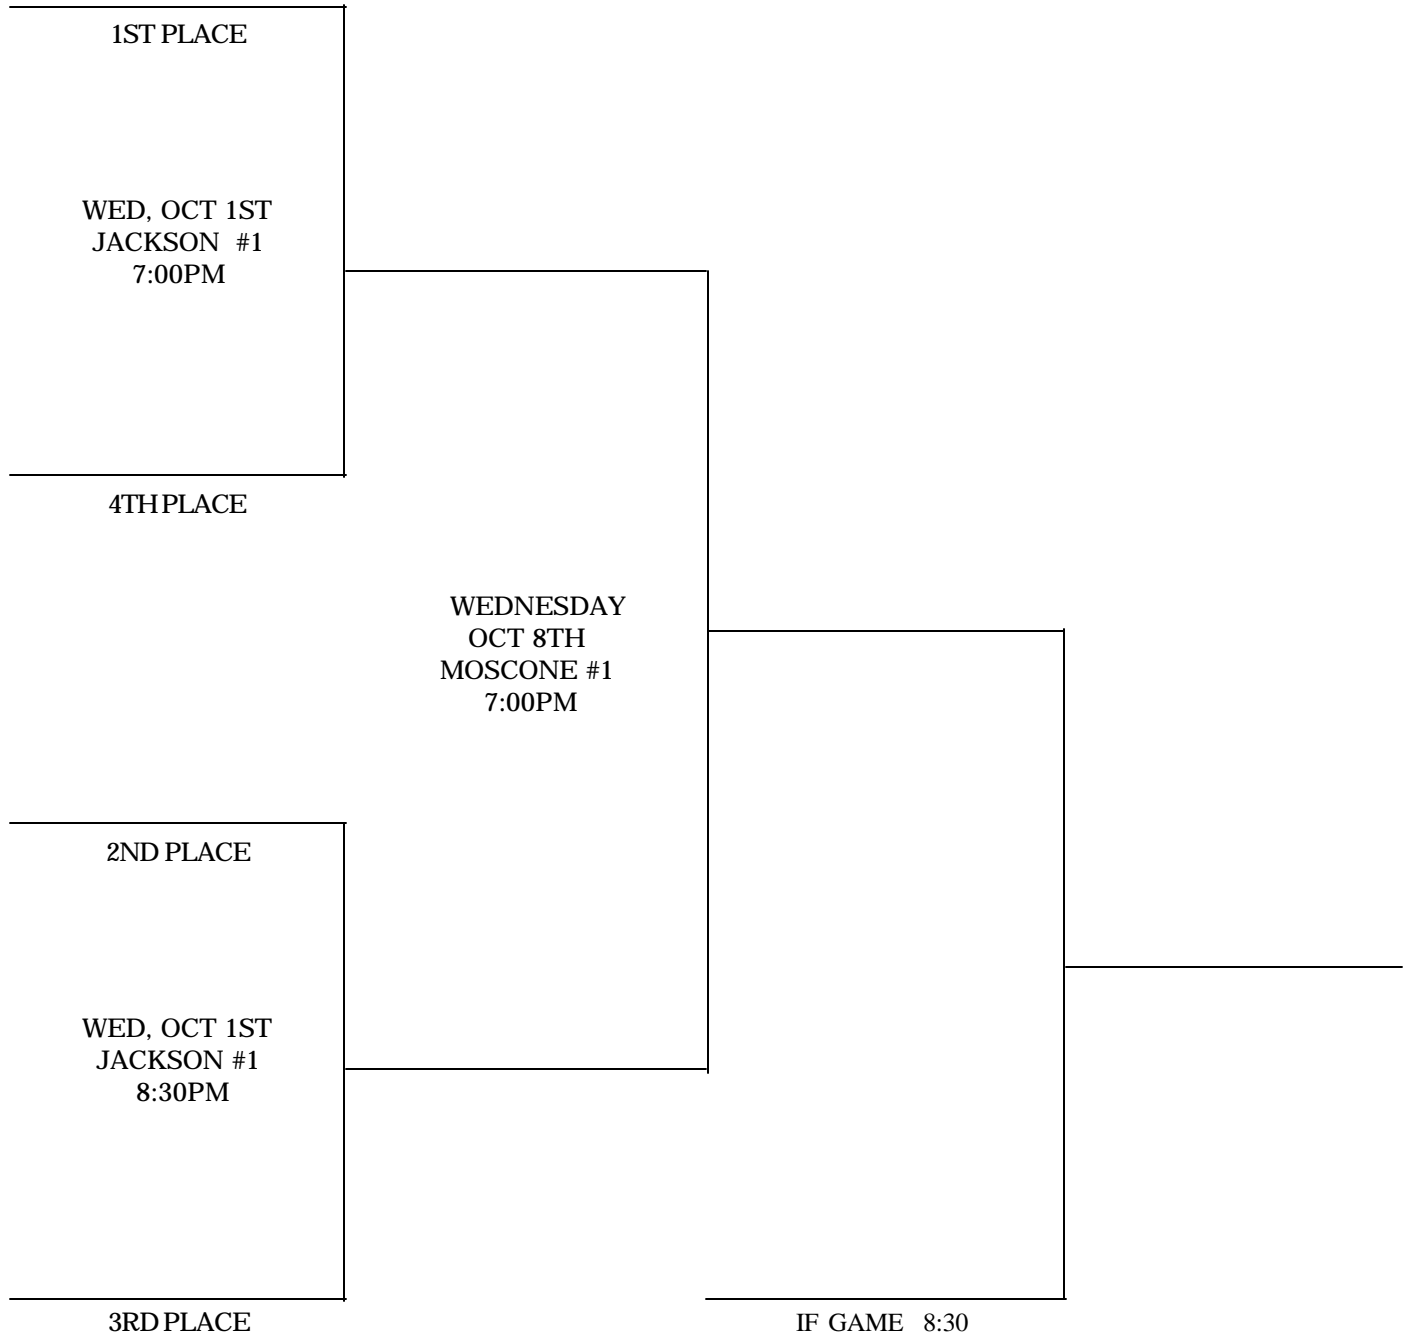 1ST PLACE
WED, OCT 1ST
JACKSON #1
7:00PM
4TH PLACE
WEDNESDAY
OCT 8TH
MOSCONE #1
7:00PM
2ND PLACE
WED, OCT 1ST
JACKSON #1
8:30PM
3RD PLACE
IF GAME 8:30